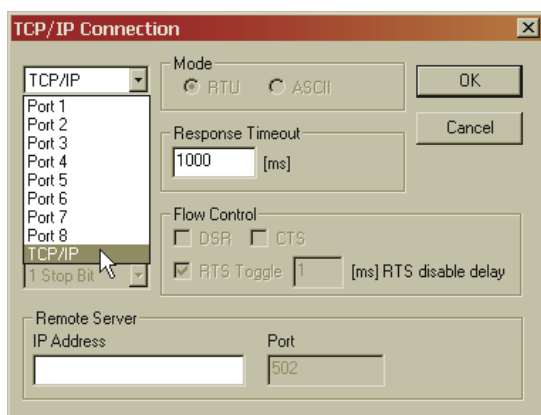 TCP/IP Connection
TCP/IP
Port 1
Port 2
Port 3
Port 4
Port 5
Port 6
Port 7
Port 8
TCP/IP
1 Stop Bit
Mode
RTU ASCII
Response Timeout
1000 [ms]
Flow Control
DSR CTS
RTS Toggle 1 [ms] RTS disable delay
OK
Cancel
Remote Server
IP Address Port
502